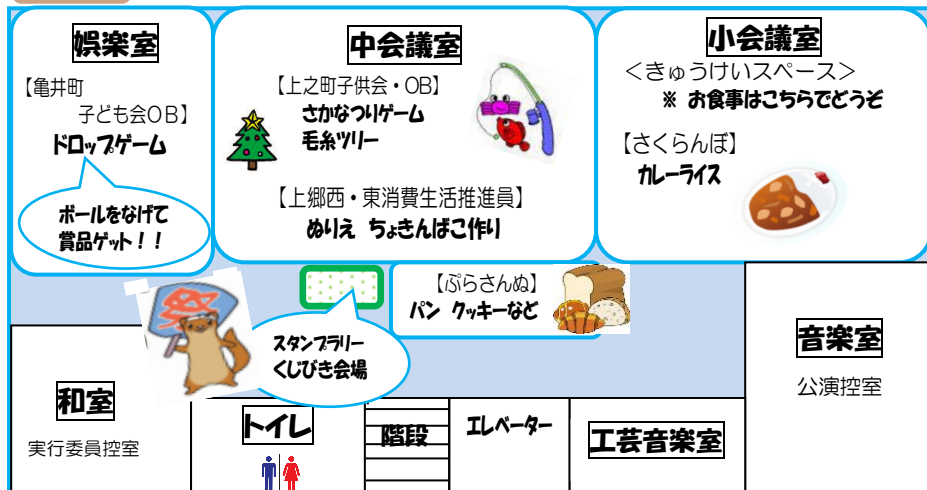 娯楽室
【亀井町
子ども会OB】
ドロップゲーム
ボールをなげて
賞品ゲット！！
中会議室
【上之町子供会・OB】
さかなつりゲーム
毛糸ツリー
【上郷西・東消費生活推進員】
ぬりえ ちょきんばこ作り
小会議室
＜きゅうけいスペース＞
※ お食事はこちらでどうぞ
【さくらんぼ】
カレーライス
【ぷらさんぬ】
パン クッキーなど
スタンプラリー
くじびき会場
和室
実行委員控室
トイレ
階段
エレベーター
工芸音楽室
音楽室
公演控室